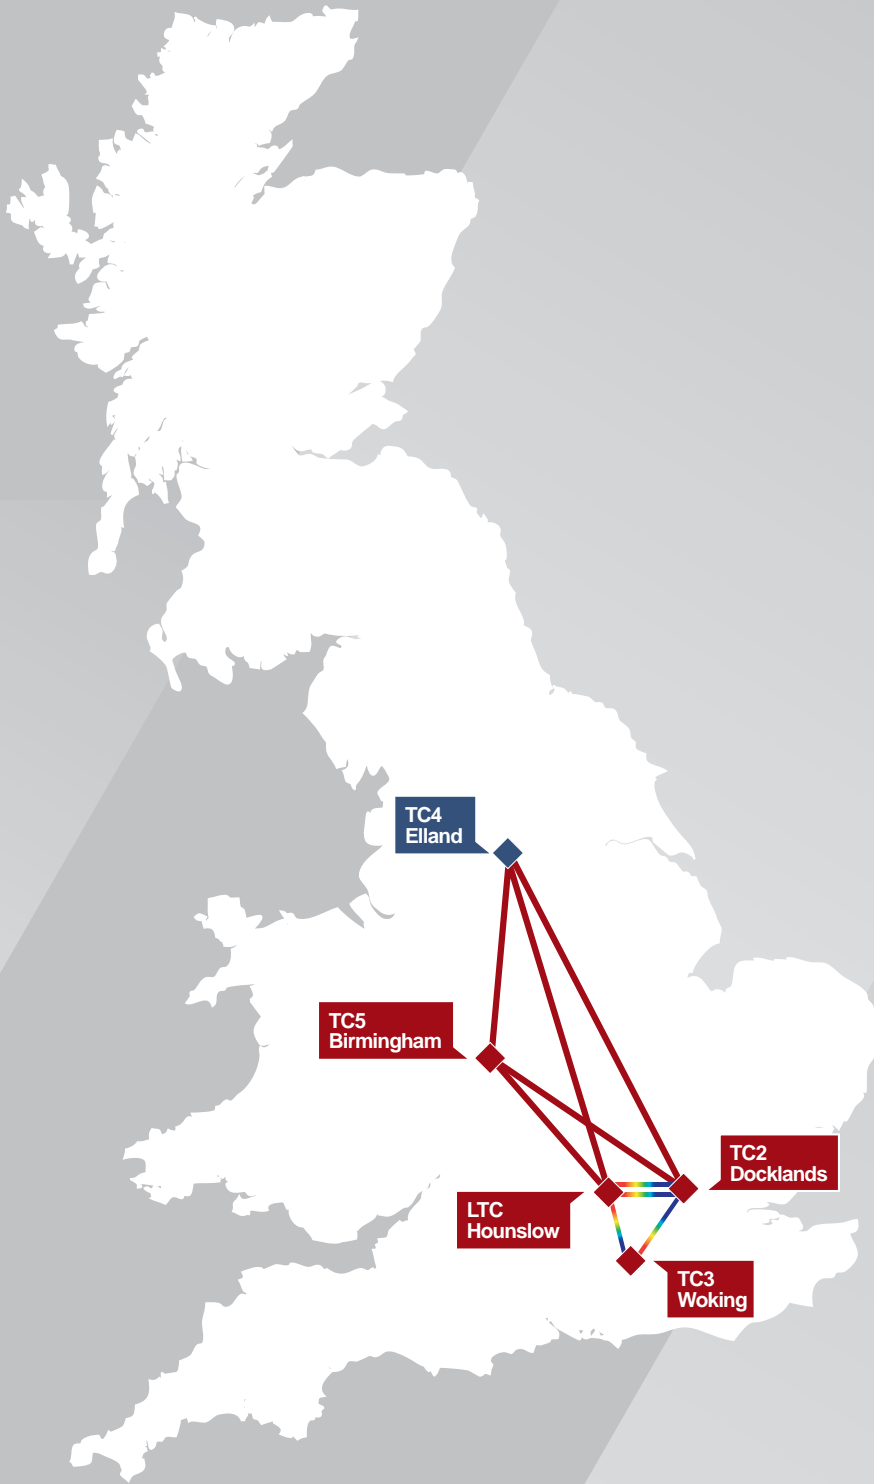 TC4
Elland
TC5
Birmingham
TC2
Docklands
LTC
Hounslow
TC3
Woking